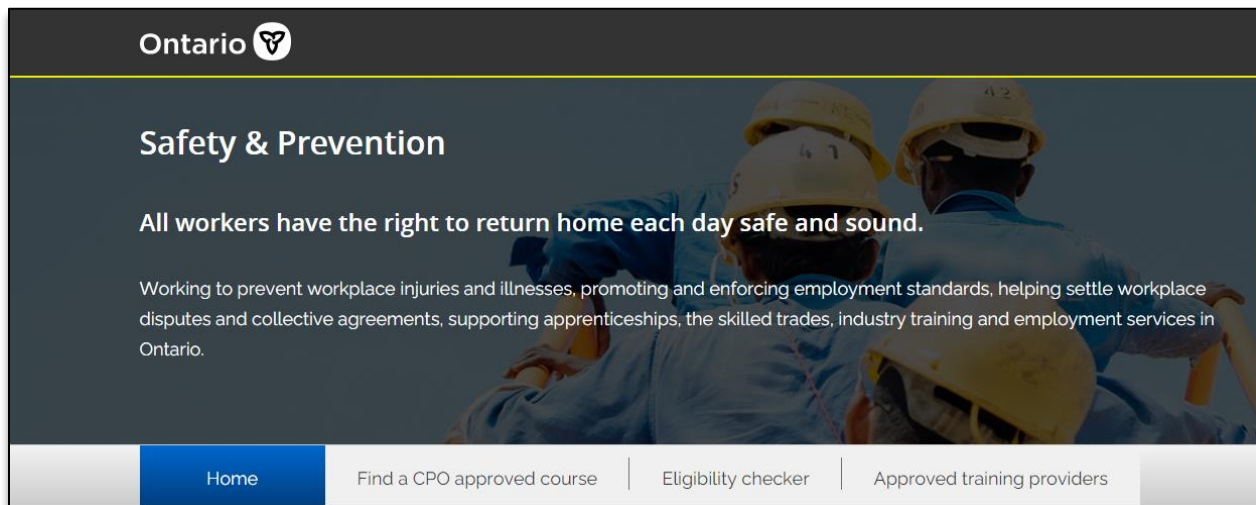 Ontario
Safety & Prevention
All workers have the right to return home each day safe and sound.
Working to prevent workplace injuries and illnesses, promoting and enforcing employment standards, helping settle workplace
disputes and collective agreements, supporting apprenticeships, the skilled trades, industry training and employment services in
Ontario.
42
41
Home
Find a CPO approved course
Eligibility checker
Approved training providers